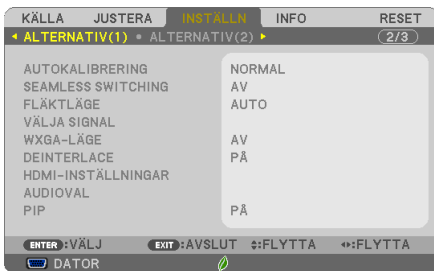 KÄLLA JUSTERA INSTÄLLN INFO RESET
ALTERNATIV(1) • ALTERNATIV(2) 2/3
AUTOKALIBRERING NORMAL
SEAMLESS SWITCHING AV
FLÄKTLÄGE AUTO
VÄLJA SIGNAL
WXGA-LÄGE AV
DEINTERLACE PÅ
HDMI-INSTÄLLNINGAR
AUDIOVAL
PIP PÅ
ENTER:VÄLJ EXIT:AVSLUT :FLYTTA :FLYTTA
DATOR